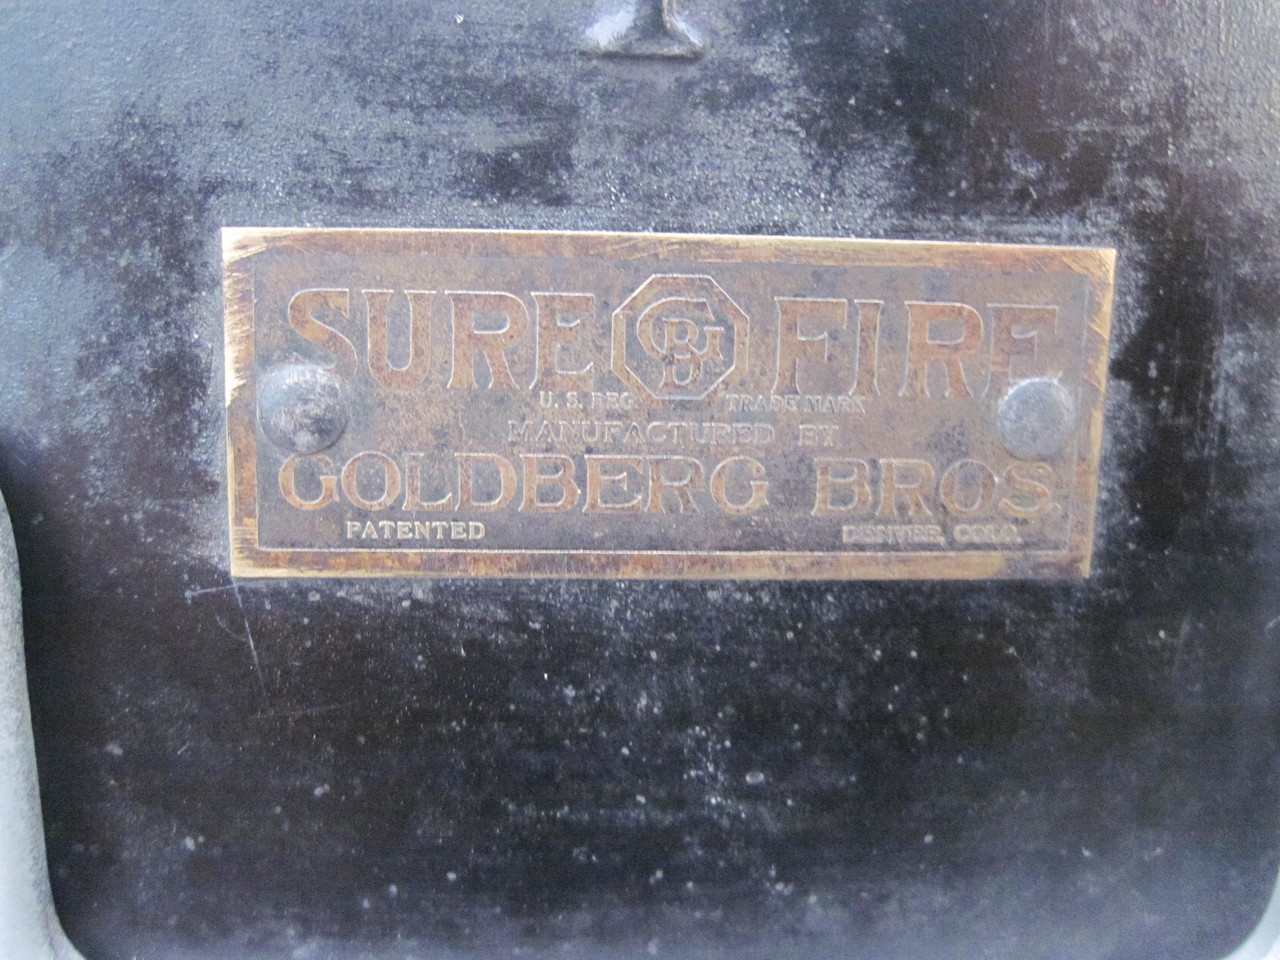 SURE GB FIRE
U. S. REG. TRADE MARK
MANUFACTURED BY
GOLDBERG BROS.
PATENTED DENVER, COLO.